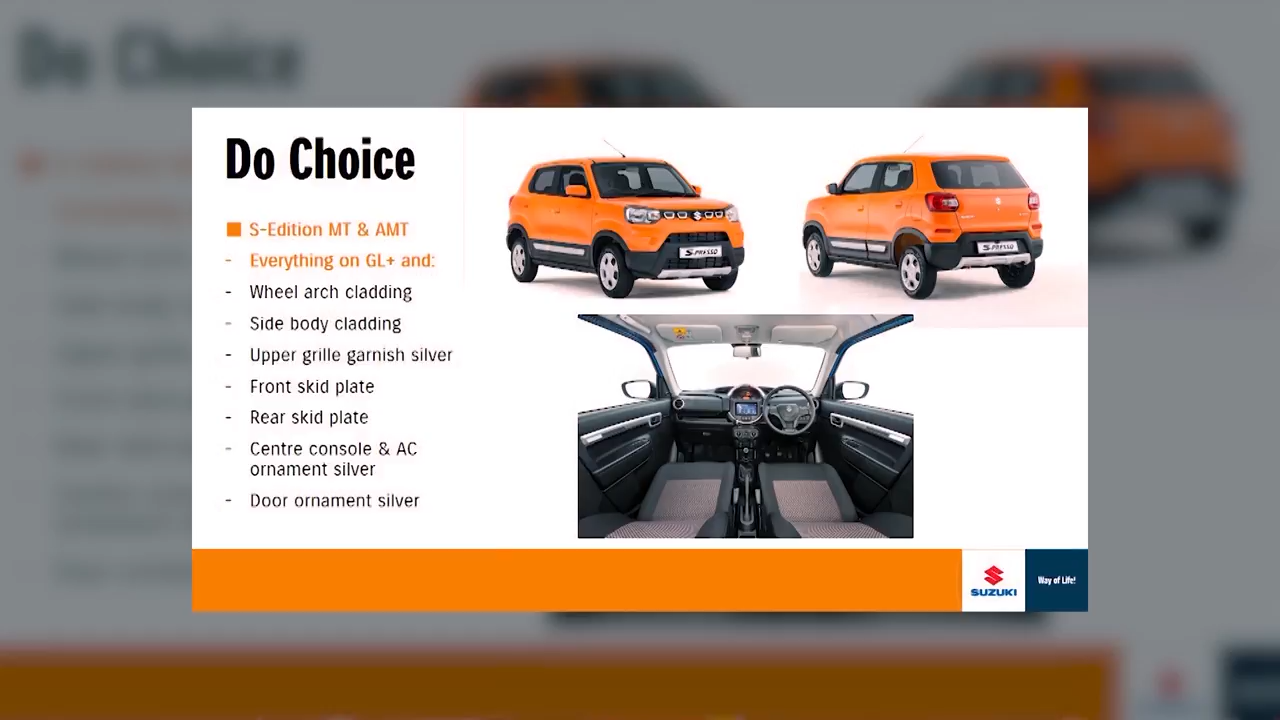 Do Choice
S-Edition MT & AMT
- Everything on GL+ and:
- Wheel arch cladding
- Side body cladding
- Upper grille garnish silver
- Front skid plate
- Rear skid plate
- Centre console & AC
ornament silver
- Door ornament silver
S-PRESSO
S-PRESSO
SUZUKI
Way of Life!